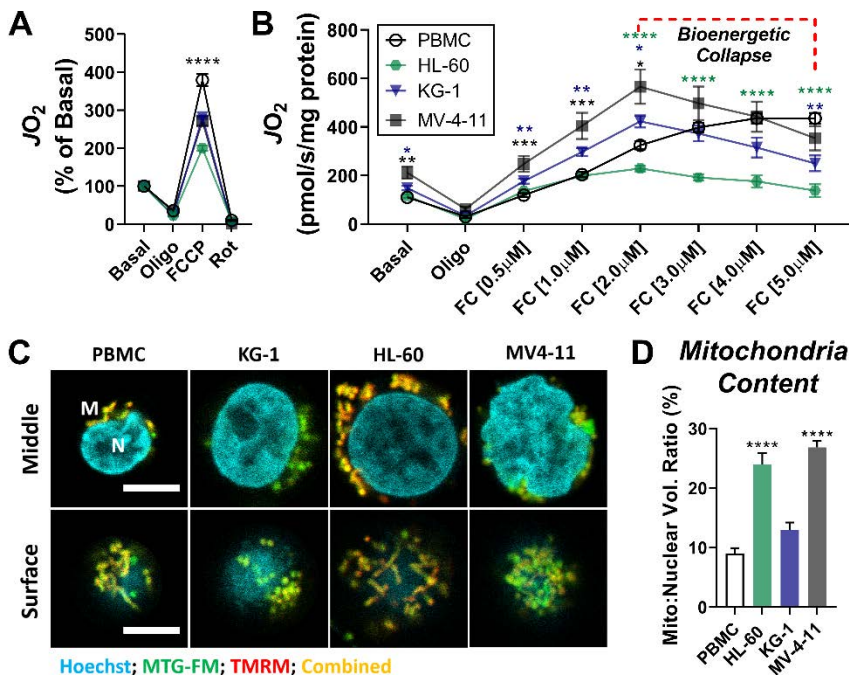 A
****
JO2
(% of Basal)
500
400
300
200
100
0
Basal
Oligo
FCCP
Rot
B
PBMC
HL-60
KG-1
MV-4-11
Bioenergetic
Collapse
JO2
(pmol/s/mg protein)
800
600
400
200
0
*
**
**
***
**
***
****
*
*
****
****
****
**
Basal
Oligo
FC [0.5μM]
FC [1.0μM]
FC [2.0μM]
FC [3.0μM]
FC [4.0μM]
FC [5.0μM]
C
PBMC KG-1 HL-60 MV4-11
Middle
M
N
Surface
Hoechst; MTG-FM; TMRM; Combined
D
Mitochondria
Content
Mito:Nuclear Vol. Ratio (%)
30
20
10
0
****
****
PBMC
HL-60
KG-1
MV-4-11